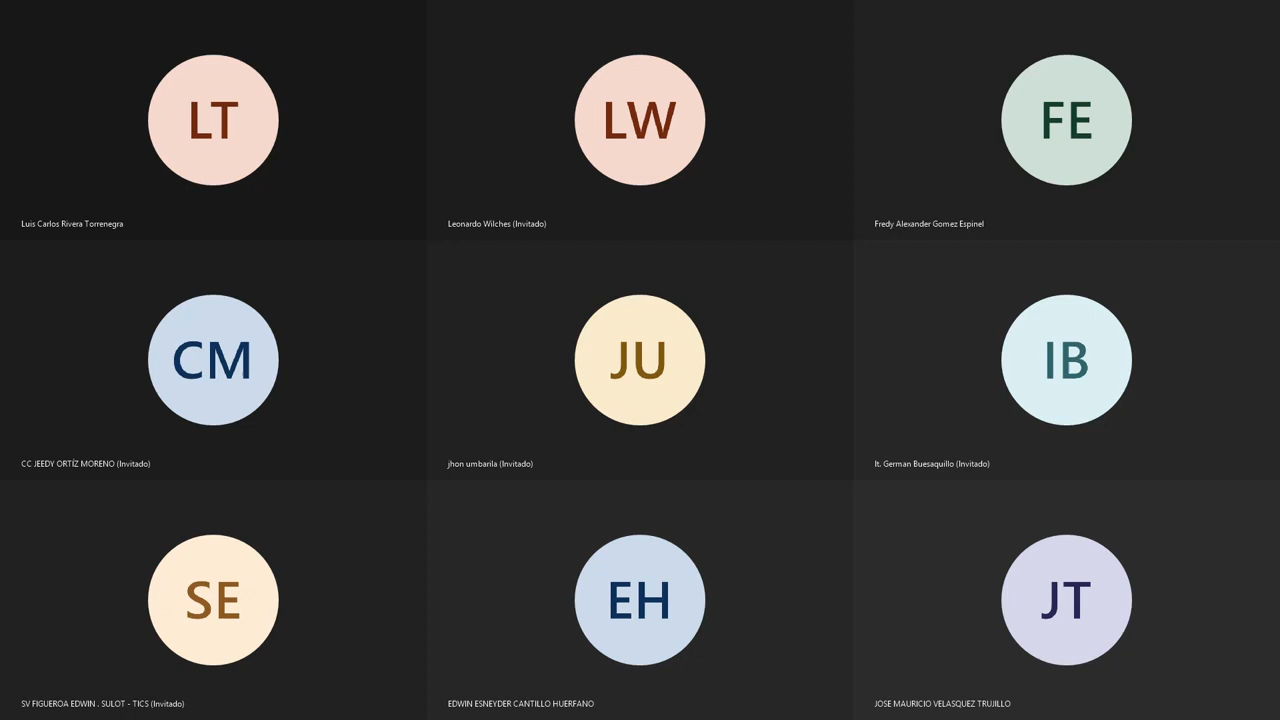 LT
LW
FE
Luis Carlos Rivera Torrenegra
Leonardo Wilches (Invitado)
Fredy Alexander Gomez Espinel
CM
JU
IB
CC JEEDY ORTÍZ MORENO (Invitado)
jhon umbarila (Invitado)
It. German Buesaquillo (Invitado)
SE
EH
JT
SV FIGUEROA EDWIN . SULOT - TICS (Invitado)
EDWIN ESNEYDER CANTILLO HUERFANO
JOSE MAURICIO VELASQUEZ TRUJILLO